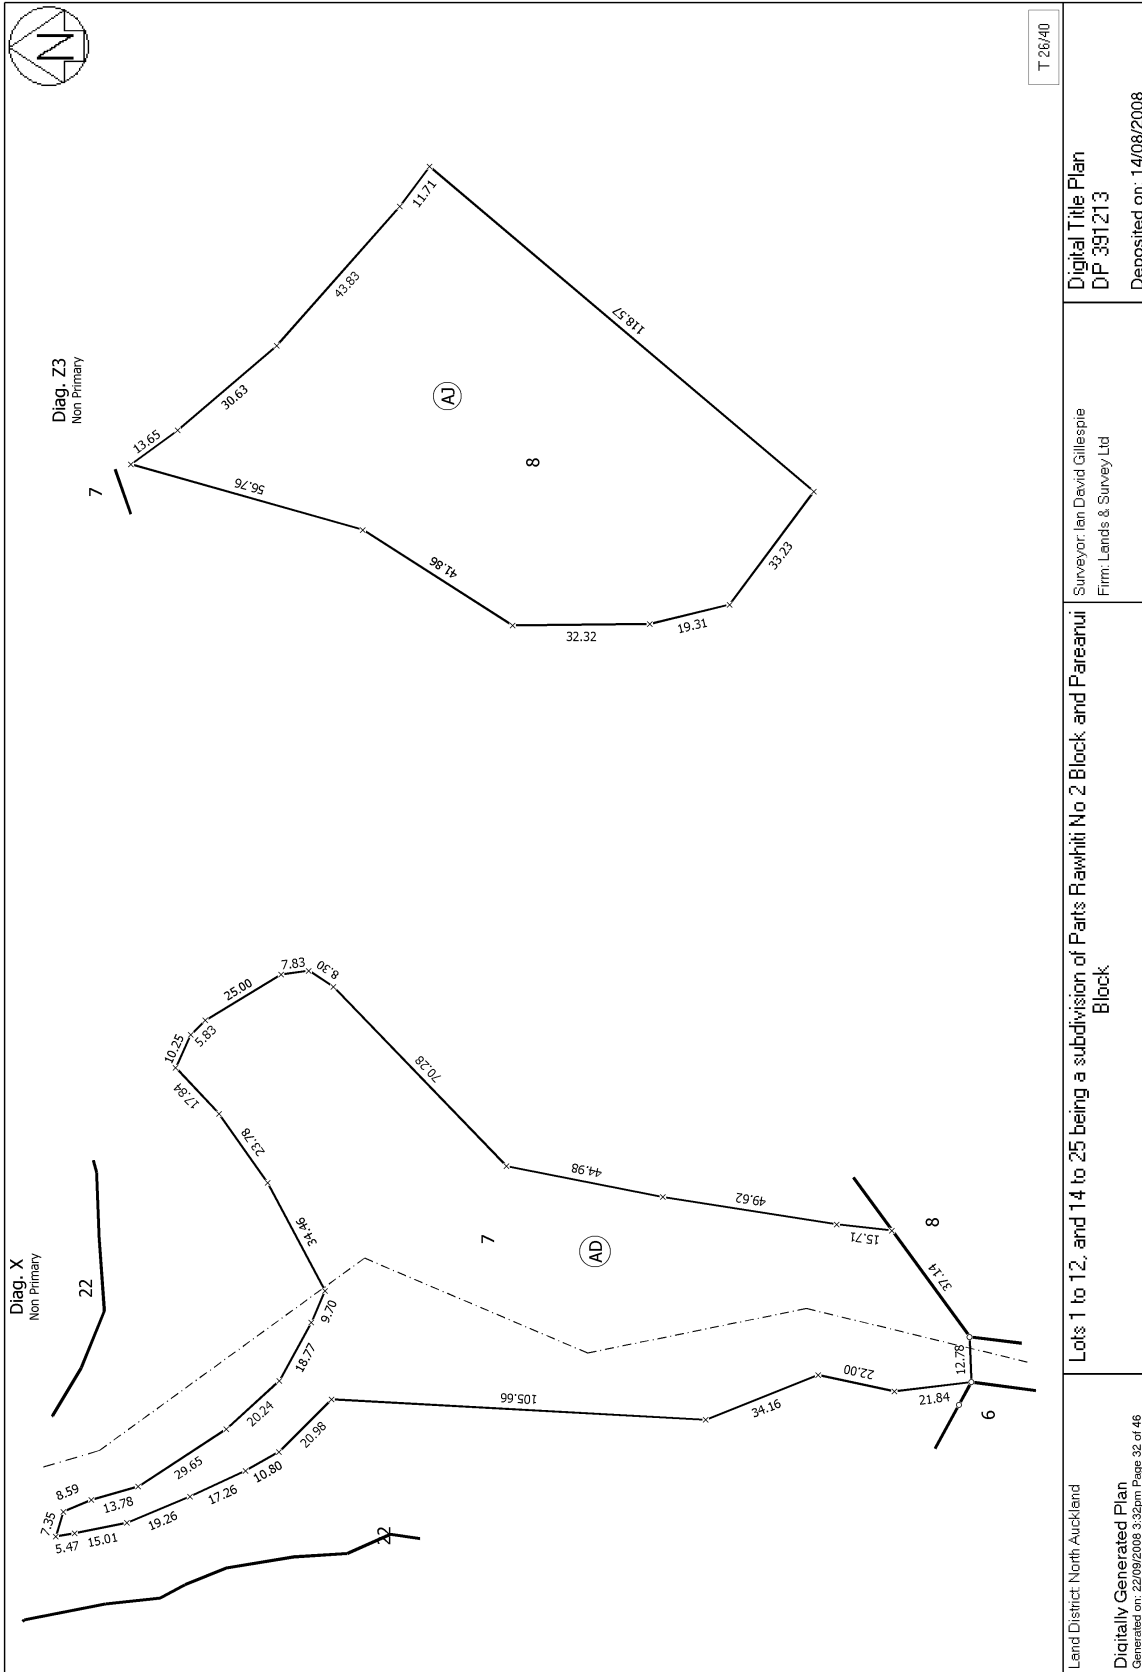 Diag. X
Non Primary
22
7.35
8.59
5.47
15.01
13.78
19.26
29.65
17.26
10.80
20.24
20.98
18.77
9.70
34.46
23.78
17.84
10.25
5.83
25.00
7.83
8.30
70.28
44.98
49.62
15.71
37.14
12.78
21.84
22.00
34.16
105.66
22
7
AD
8
6
Diag. Z3
Non Primary
7
13.65
30.63
43.83
11.71
118.57
33.23
19.31
32.32
41.86
56.76
AJ
8
N
T 26/40
Land District: North Auckland
Digitally Generated Plan
Generated on: 22/09/2008 3:32pm Page 32 of 46
Lots 1 to 12, and 14 to 25 being a subdivision of Parts Rawhiti No 2 Block and Pareanui
Block
Surveyor: Ian David Gillespie
Firm: Lands & Survey Ltd
Digital Title Plan
DP 391213
Deposited on: 14/08/2008